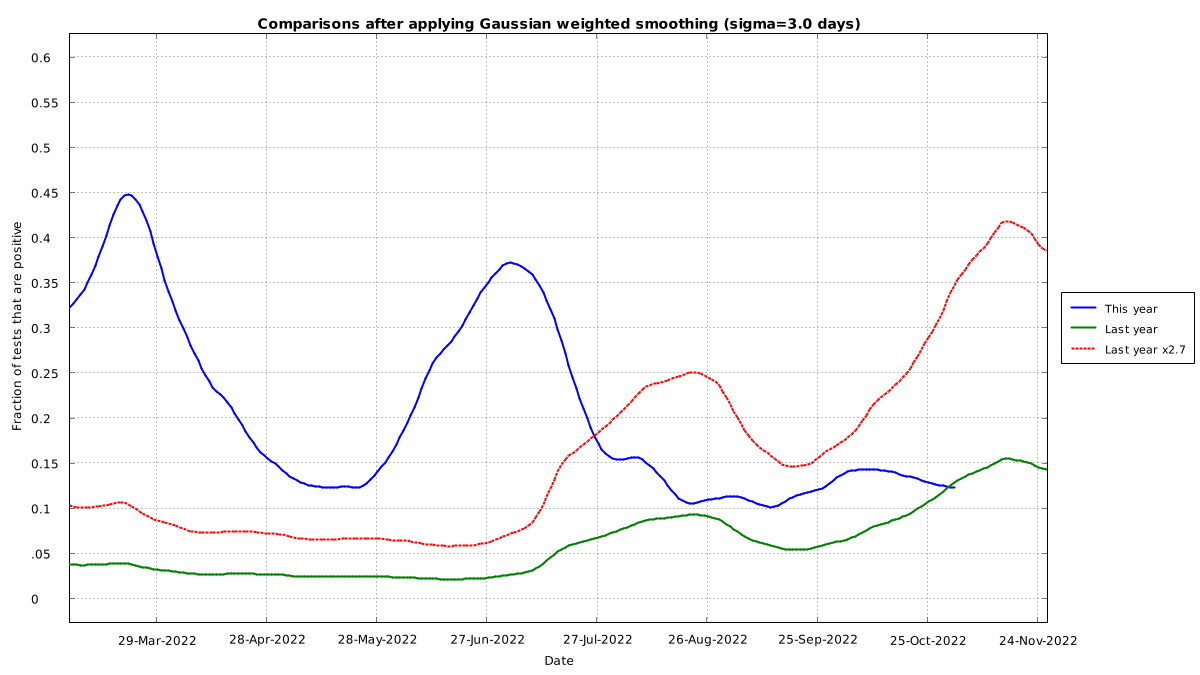 Comparisons after applying Gaussian weighted smoothing (sigma=3.0 days)
Fraction of tests that are positive
0.6
0.55
0.5
0.45
0.4
0.35
0.3
0.25
0.2
0.15
0.1
.05
0
29-Mar-2022
28-Apr-2022
28-May-2022
27-Jun-2022
27-Jul-2022
26-Aug-2022
25-Sep-2022
25-Oct-2022
24-Nov-2022
Date
This year
Last year
Last year x2.7